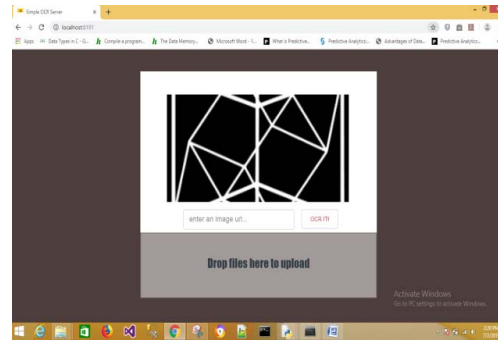 Simple OCR Server
localhost:3131
Apps Data Types in C - G... Compile a program... The Data Memory... Microsoft Word - 1... What is Predictive... Predictive Analytics... Advantages of Data... Predictive Analytics...
enter an image url...
OCR IT!
Drop files here to upload
Activate Windows
Go to PC settings to activate Windows.